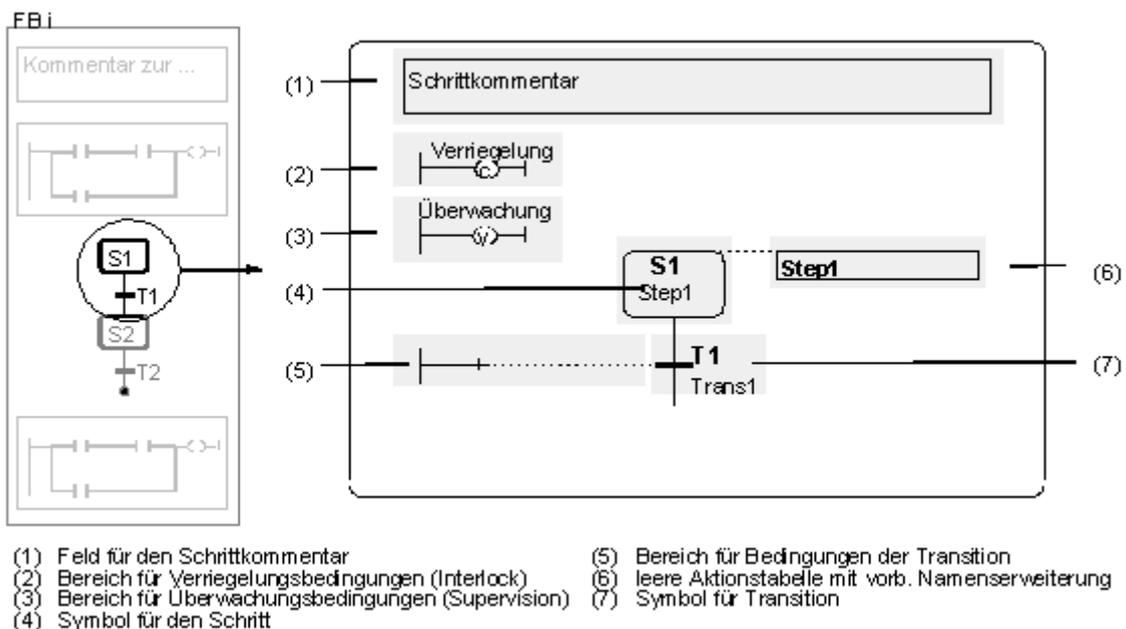 FB i
Kommentar zur ...
S1
T1
S2
T2
(1)
Schrittkommentar
(2)
Verriegelung
C
(3)
Überwachung
V
(4)
S1
Step1
Step1
(6)
(5)
T1
Trans1
(7)
(1) Feld für den Schrittkommentar
(2) Bereich für Verriegelungsbedingungen (Interlock)
(3) Bereich für Überwachungsbedingungen (Supervision)
(4) Symbol für den Schritt
(5) Bereich für Bedingungen der Transition
(6) leere Aktionstabelle mit vorb. Namenserweiterung
(7) Symbol für Transition